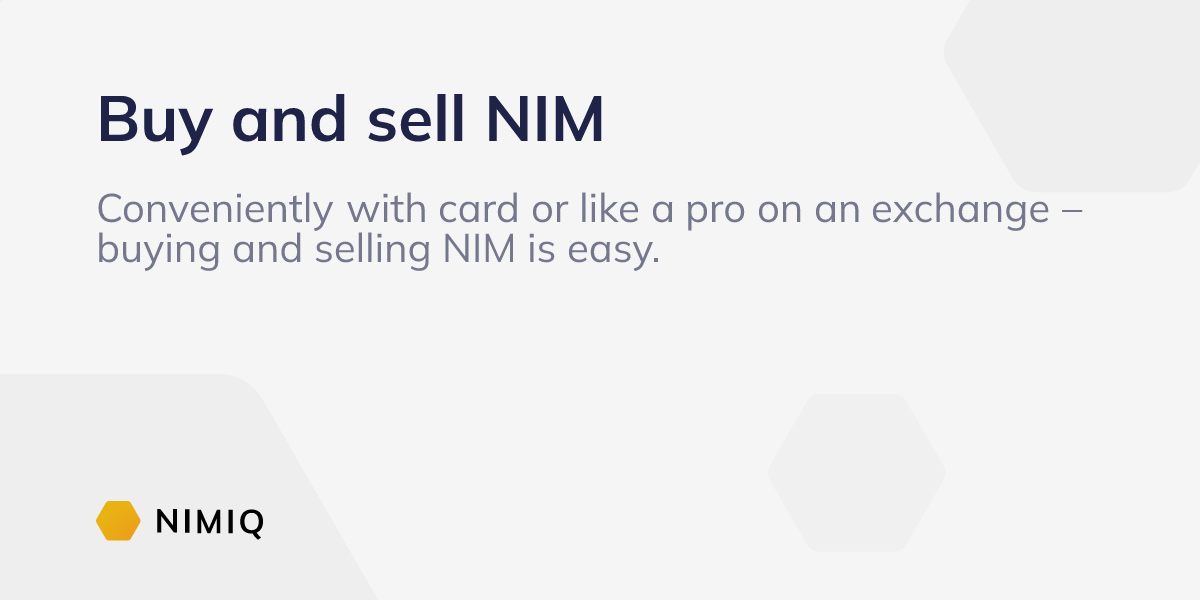 Buy and sell NIM
Conveniently with card or like a pro on an exchange –
buying and selling NIM is easy.
NIMIQ